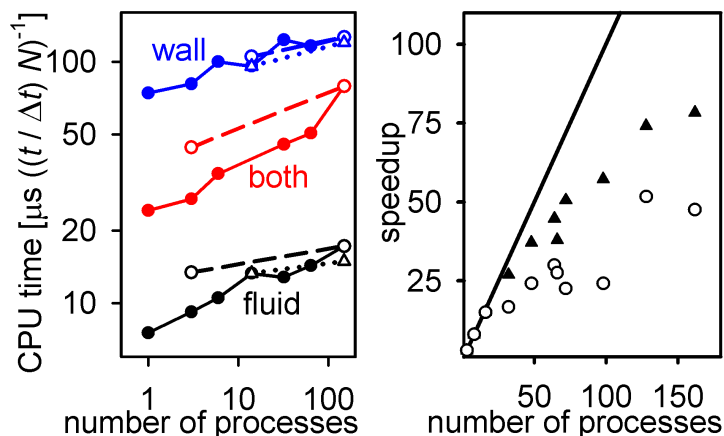 CPU time [µs ((t / Δt) N)⁻¹]
100
50
20
10
wall
both
fluid
1 10 100
number of processes
speedup
100
75
50
25
50 100 150
number of processes